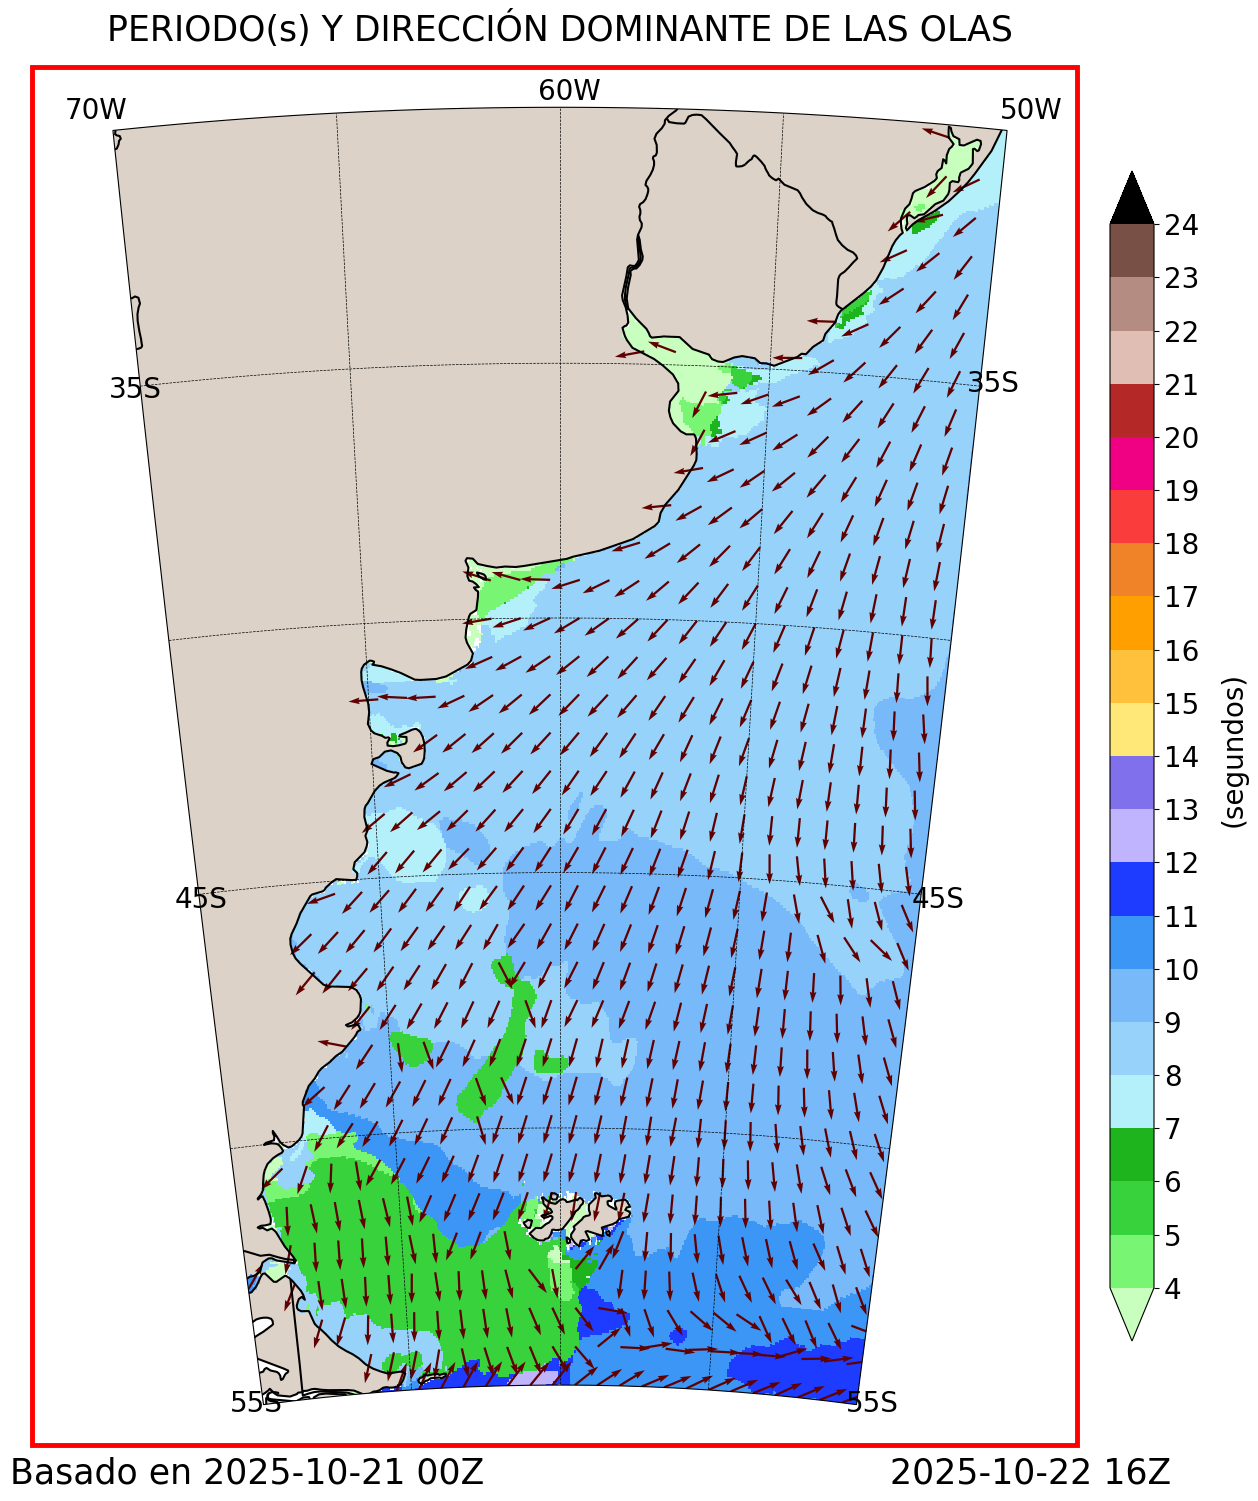 PERIODO(s) Y DIRECCIÓN DOMINANTE DE LAS OLAS
70W
60W
50W
35S
35S
45S
45S
55S
55S
24
23
22
21
20
19
18
17
16
15
14
13
12
11
10
9
8
7
6
5
4
(segundos)
Basado en 2025-10-21 00Z
2025-10-22 16Z